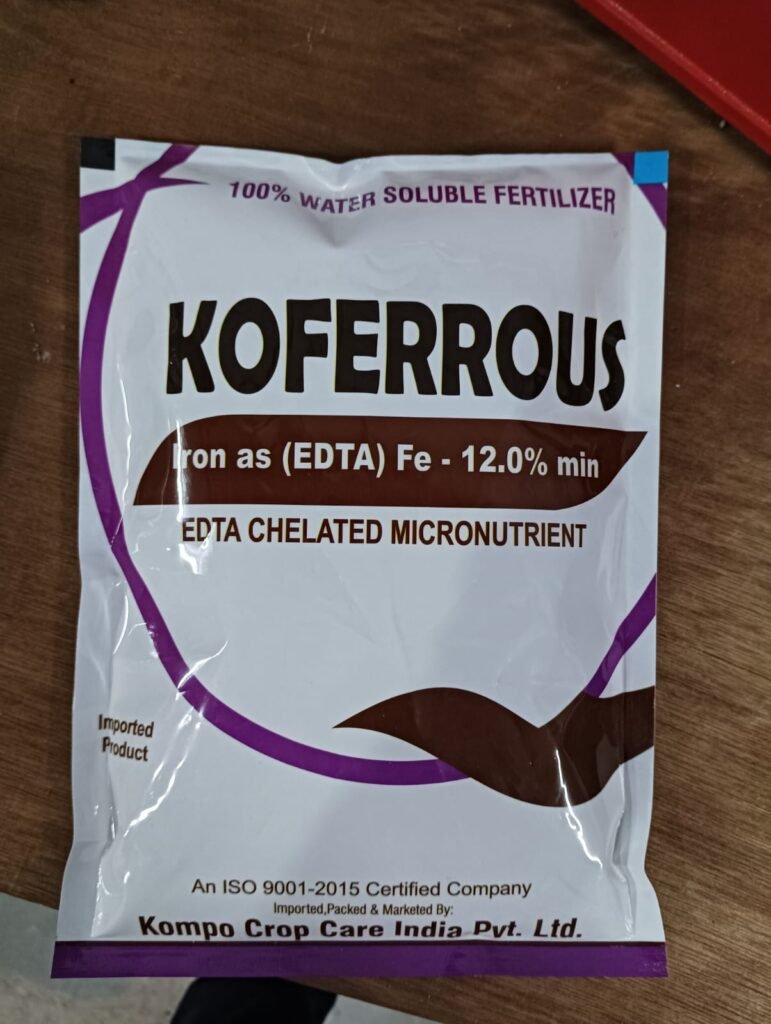 100% WATER SOLUBLE FERTILIZER
KOFERROUS
Iron as (EDTA) Fe - 12.0% min
EDTA CHELATED MICRONUTRIENT
Imported
Product
An ISO 9001-2015 Certified Company
Imported,Packed & Marketed By:
Kompo Crop Care India Pvt. Ltd.